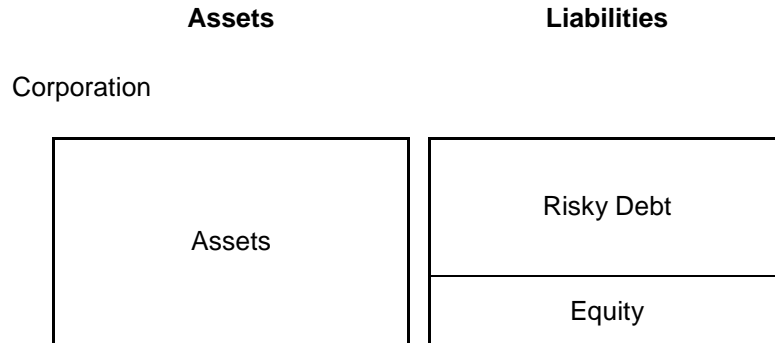 Assets Liabilities
Corporation
Risky Debt
Assets
Equity